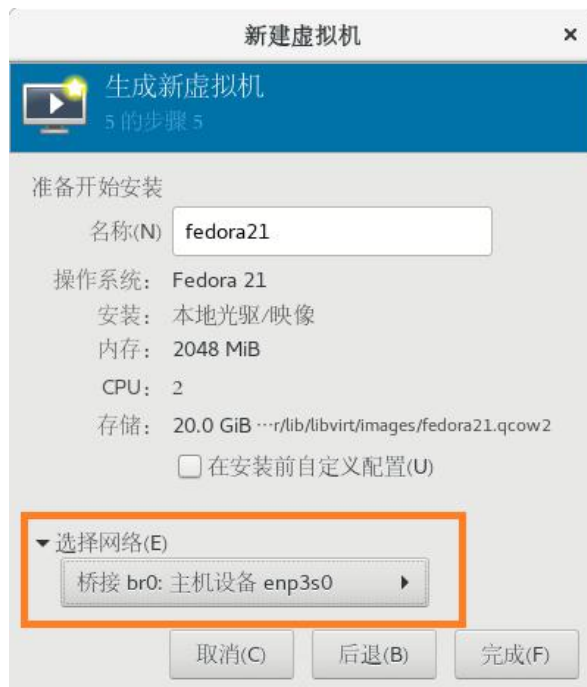 新建虚拟机 ×
生成新虚拟机
5 的步骤 5
准备开始安装
名称(N) fedora21
操作系统： Fedora 21
安装： 本地光驱/映像
内存： 2048 MiB
CPU： 2
存储： 20.0 GiB ···r/lib/libvirt/images/fedora21.qcow2
在安装前自定义配置(U)
选择网络(E)
桥接 br0: 主机设备 enp3s0
取消(C) 后退(B) 完成(F)